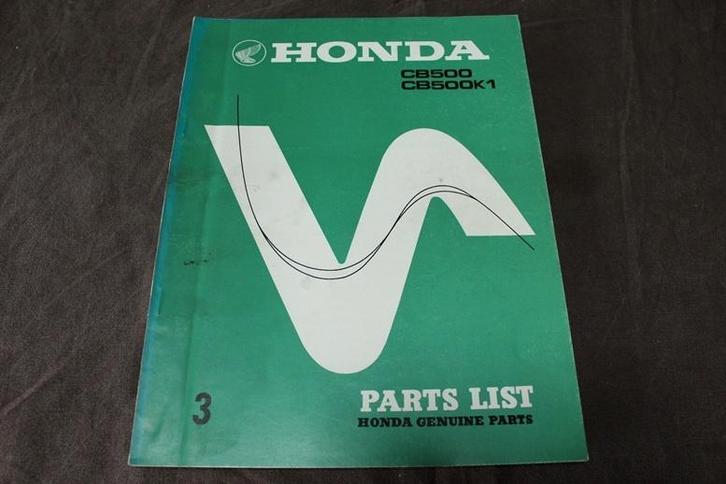 HONDA
CB500
CB500K1
3
PARTS LIST
HONDA GENUINE PARTS